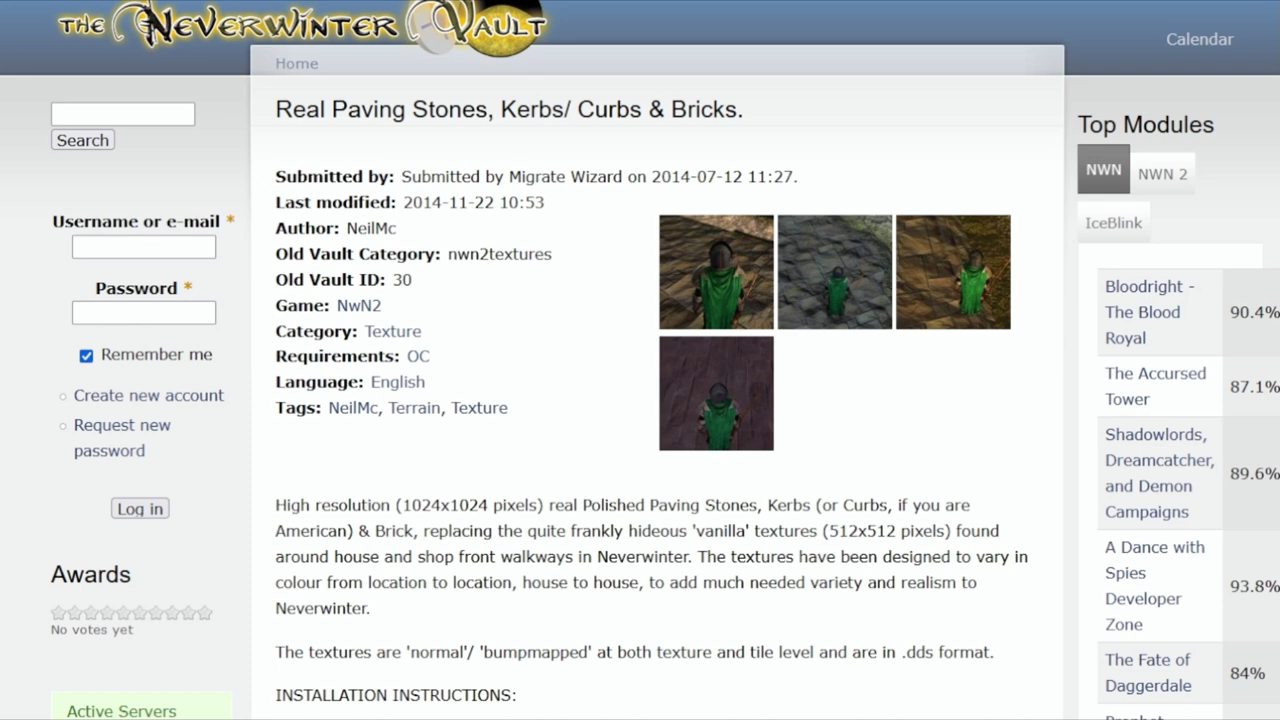 THE NEVERWINTER VAULT
Calendar
Home
Search
Username or e-mail *
Password *
Remember me
Create new account
Request new
password
Log in
Awards
No votes yet
Active Servers
Real Paving Stones, Kerbs/ Curbs & Bricks.
Submitted by: Submitted by Migrate Wizard on 2014-07-12 11:27.
Last modified: 2014-11-22 10:53
Author: NeilMc
Old Vault Category: nwn2textures
Old Vault ID: 30
Game: NwN2
Category: Texture
Requirements: OC
Language: English
Tags: NeilMc, Terrain, Texture
High resolution (1024x1024 pixels) real Polished Paving Stones, Kerbs (or Curbs, if you are
American) & Brick, replacing the quite frankly hideous 'vanilla' textures (512x512 pixels) found
around house and shop front walkways in Neverwinter. The textures have been designed to vary in
colour from location to location, house to house, to add much needed variety and realism to
Neverwinter.
The textures are 'normal'/ 'bumpmapped' at both texture and tile level and are in .dds format.
INSTALLATION INSTRUCTIONS:
Top Modules
NWN
NWN 2
IceBlink
Bloodright -
The Blood
Royal
90.4%
The Accursed
Tower
87.1%
Shadowlords,
Dreamcatcher,
and Demon
Campaigns
89.6%
A Dance with
Spies
Developer
Zone
93.8%
The Fate of
Daggerdale
84%
Prophet